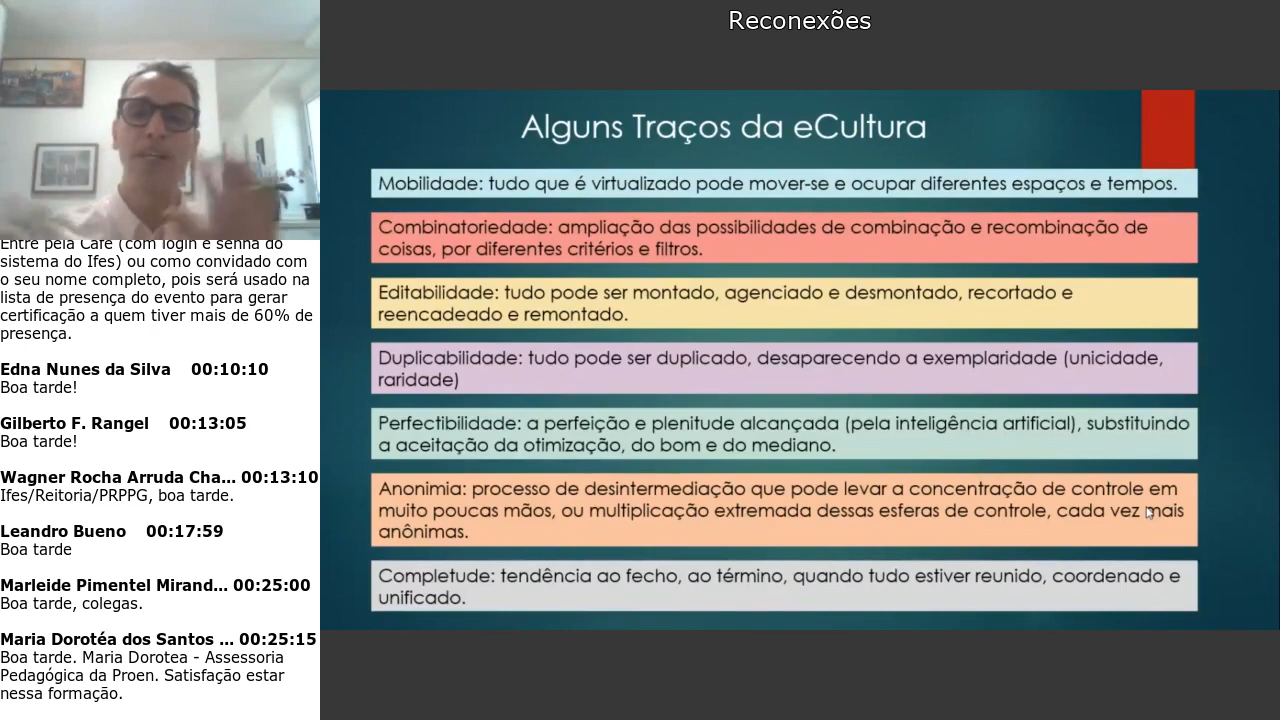 Reconexões
Alguns Traços da eCultura
Mobilidade: tudo que é virtualizado pode mover-se e ocupar diferentes espaços e tempos.
Combinatoriedade: ampliação das possibilidades de combinação e recombinação de
coisas, por diferentes critérios e filtros.
Editabilidade: tudo pode ser montado, agenciado e desmontado, recortado e
reencadeado e remontado.
Duplicabilidade: tudo pode ser duplicado, desaparecendo a exemplaridade (unicidade,
raridade)
Perfectibilidade: a perfeição e plenitude alcançada (pela inteligência artificial), substituindo
a aceitação da otimização, do bom e do mediano.
Anonimia: processo de desintermediação que pode levar a concentração de controle em
muito poucas mãos, ou multiplicação extremada dessas esferas de controle, cada vez mais
anônimas.
Completude: tendência ao fecho, ao término, quando tudo estiver reunido, coordenado e
unificado.
Entre pela Cafe (com login e senha do
sistema do Ifes) ou como convidado com
o seu nome completo, pois será usado na
lista de presença do evento para gerar
certificação a quem tiver mais de 60% de
presença.
Edna Nunes da Silva 00:10:10
Boa tarde!
Gilberto F. Rangel 00:13:05
Boa tarde!
Wagner Rocha Arruda Cha... 00:13:10
Ifes/Reitoria/PRPPG, boa tarde.
Leandro Bueno 00:17:59
Boa tarde
Marleide Pimentel Mirand... 00:25:00
Boa tarde, colegas.
Maria Dorotéa dos Santos ... 00:25:15
Boa tarde. Maria Dorotea - Assessoria
Pedagógica da Proen. Satisfação estar
nessa formação.